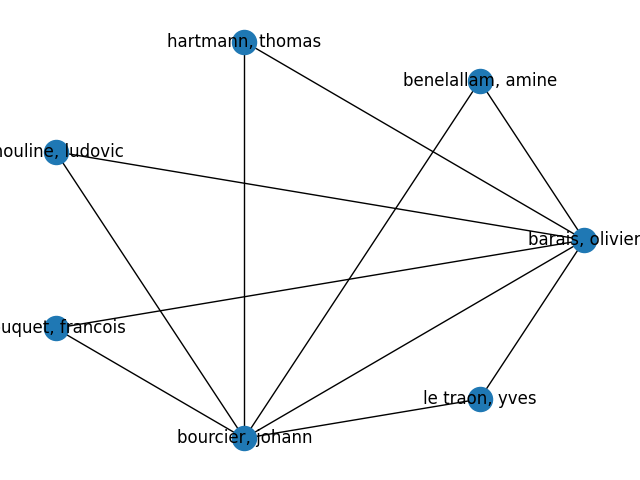 hartmann, thomas
benelallam, amine
mouline, ludovic
barais, olivier
uquet, francois
le traon, yves
bourcier, johann